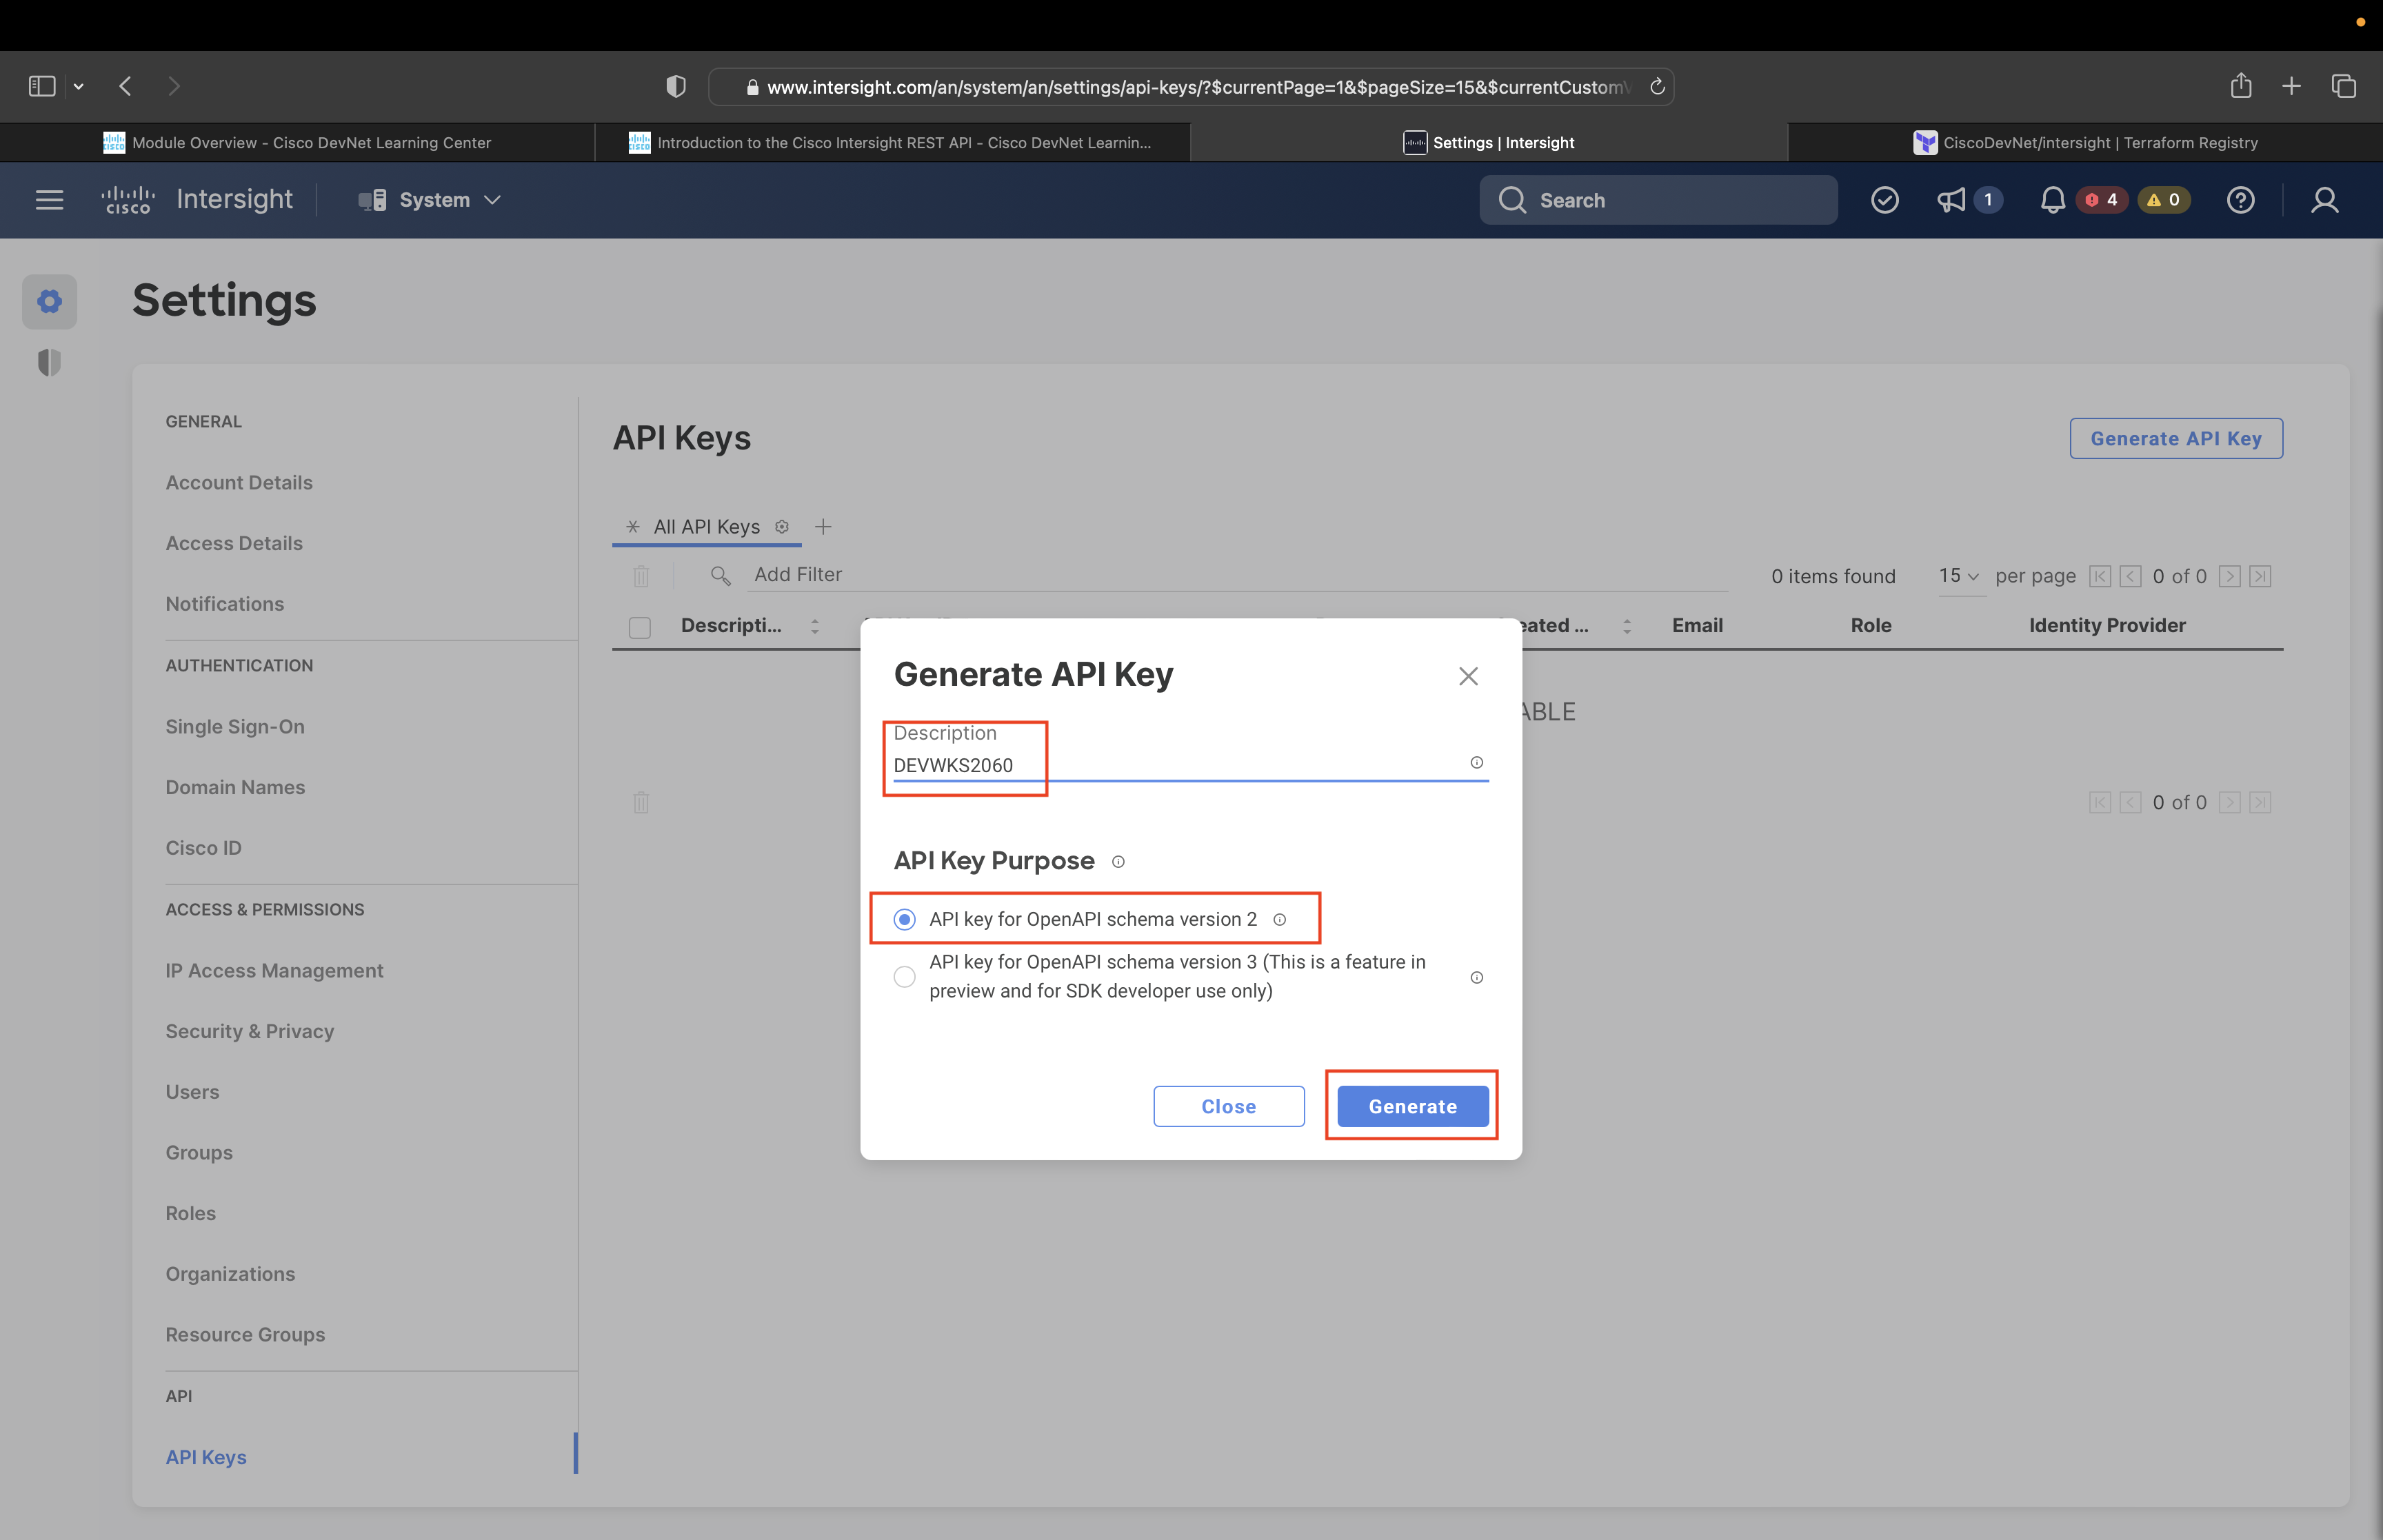 www.intersight.com/an/system/an/settings/api-keys/?$currentPage=1&$pageSize=15&$currentCustom
Module Overview - Cisco DevNet Learning Center
Introduction to the Cisco Intersight REST API - Cisco DevNet Learnin...
Settings | Intersight
CiscoDevNet/intersight | Terraform Registry
CISCO Intersight
System
Search
1
4
0
Settings
GENERAL
Account Details
Access Details
Notifications
AUTHENTICATION
Single Sign-On
Domain Names
Cisco ID
ACCESS & PERMISSIONS
IP Access Management
Security & Privacy
Users
Groups
Roles
Organizations
Resource Groups
API
API Keys
API Keys
Generate API Key
All API Keys
Add Filter
0 items found
15
per page
0 of 0
Descripti...
eated ...
Email
Role
Identity Provider
ABLE
0 of 0
Generate API Key
Description
DEVWKS2060
API Key Purpose
API key for OpenAPI schema version 2
API key for OpenAPI schema version 3 (This is a feature in
preview and for SDK developer use only)
Close
Generate